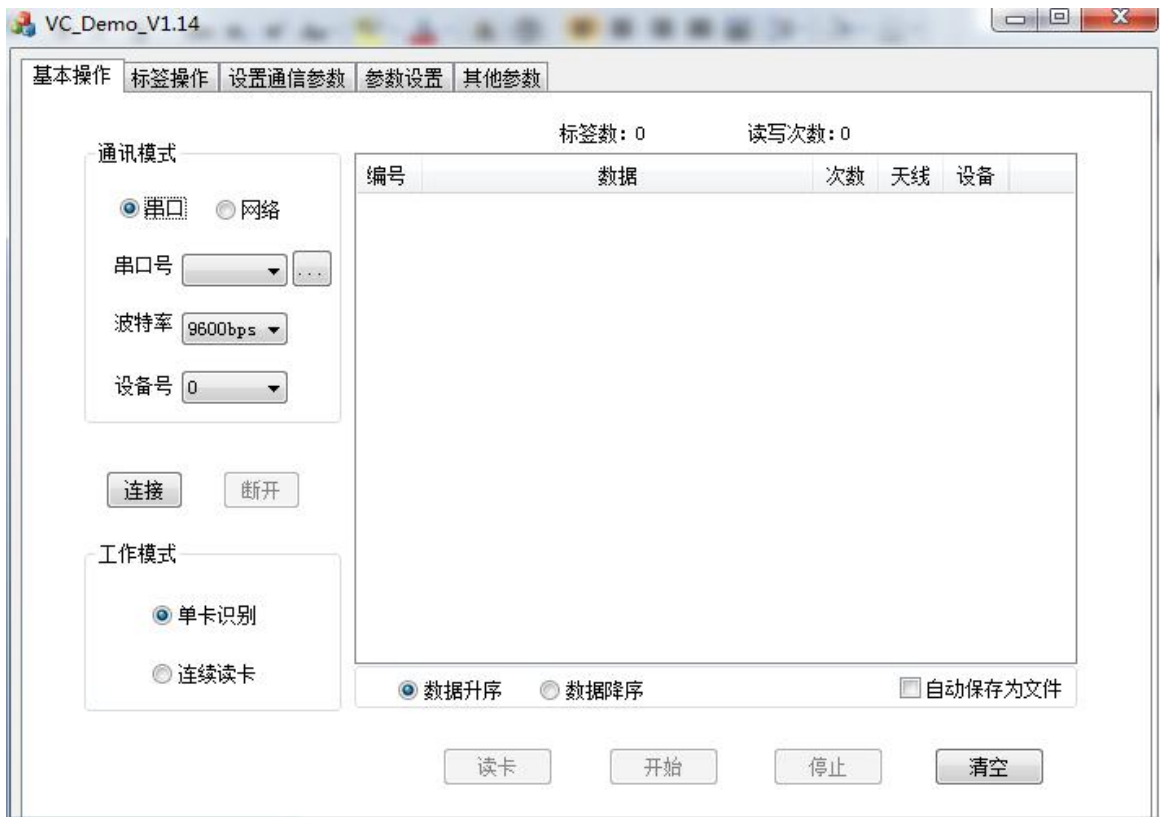 VC_Demo_V1.14
基本操作 标签操作 设置通信参数 参数设置 其他参数
标签数: 0 读写次数: 0
通讯模式
编号 数据 次数 天线 设备
串口 网络
串口号 ...
波特率 9600bps
设备号 0
连接 断开
工作模式
单卡识别
连续读卡
数据升序 数据降序 自动保存为文件
读卡 开始 停止 清空